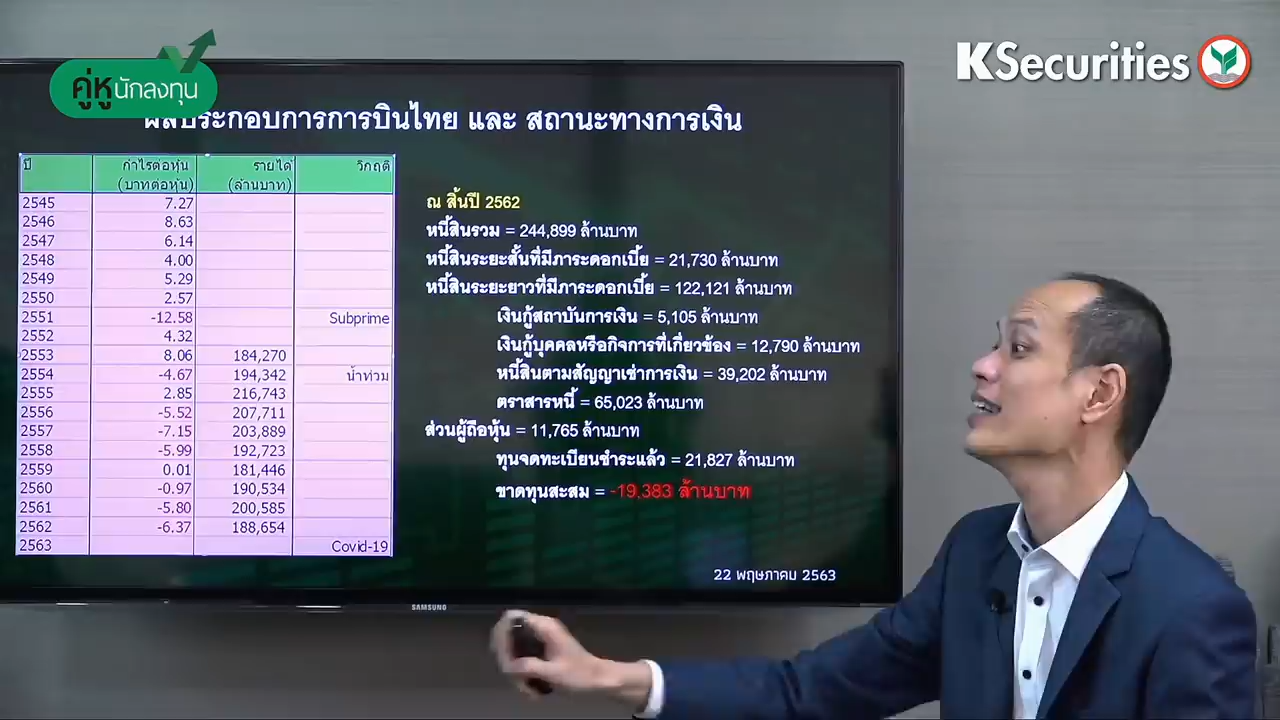 คู่หูนักลงทุน
KSecurities
ผลประกอบการการบินไทย และ สถานะทางการเงิน
ปี กำไรต่อหุ้น (บาทต่อหุ้น) รายได้ (ล้านบาท) วิกฤติ
2545 7.27
2546 8.63
2547 6.14
2548 4.00
2549 5.29
2550 2.57
2551 -12.58 Subprime
2552 4.32
2553 8.06 184,270
2554 -4.67 194,342 น้ำท่วม
2555 2.85 216,743
2556 -5.52 207,711
2557 -7.15 203,889
2558 -5.99 192,723
2559 0.01 181,446
2560 -0.97 190,534
2561 -5.80 200,585
2562 -6.37 188,654
2563 Covid-19
ณ สิ้นปี 2562
หนี้สินรวม = 244,899 ล้านบาท
หนี้สินระยะสั้นที่มีภาระดอกเบี้ย = 21,730 ล้านบาท
หนี้สินระยะยาวที่มีภาระดอกเบี้ย = 122,121 ล้านบาท
เงินกู้สถาบันการเงิน = 5,105 ล้านบาท
เงินกู้บุคคลหรือกิจการที่เกี่ยวข้อง = 12,790 ล้านบาท
หนี้สินตามสัญญาเช่าการเงิน = 39,202 ล้านบาท
ตราสารหนี้ = 65,023 ล้านบาท
ส่วนผู้ถือหุ้น = 11,765 ล้านบาท
ทุนจดทะเบียนชำระแล้ว = 21,827 ล้านบาท
ขาดทุนสะสม = -19,383 ล้านบาท
22 พฤษภาคม 2563
SAMSUNG